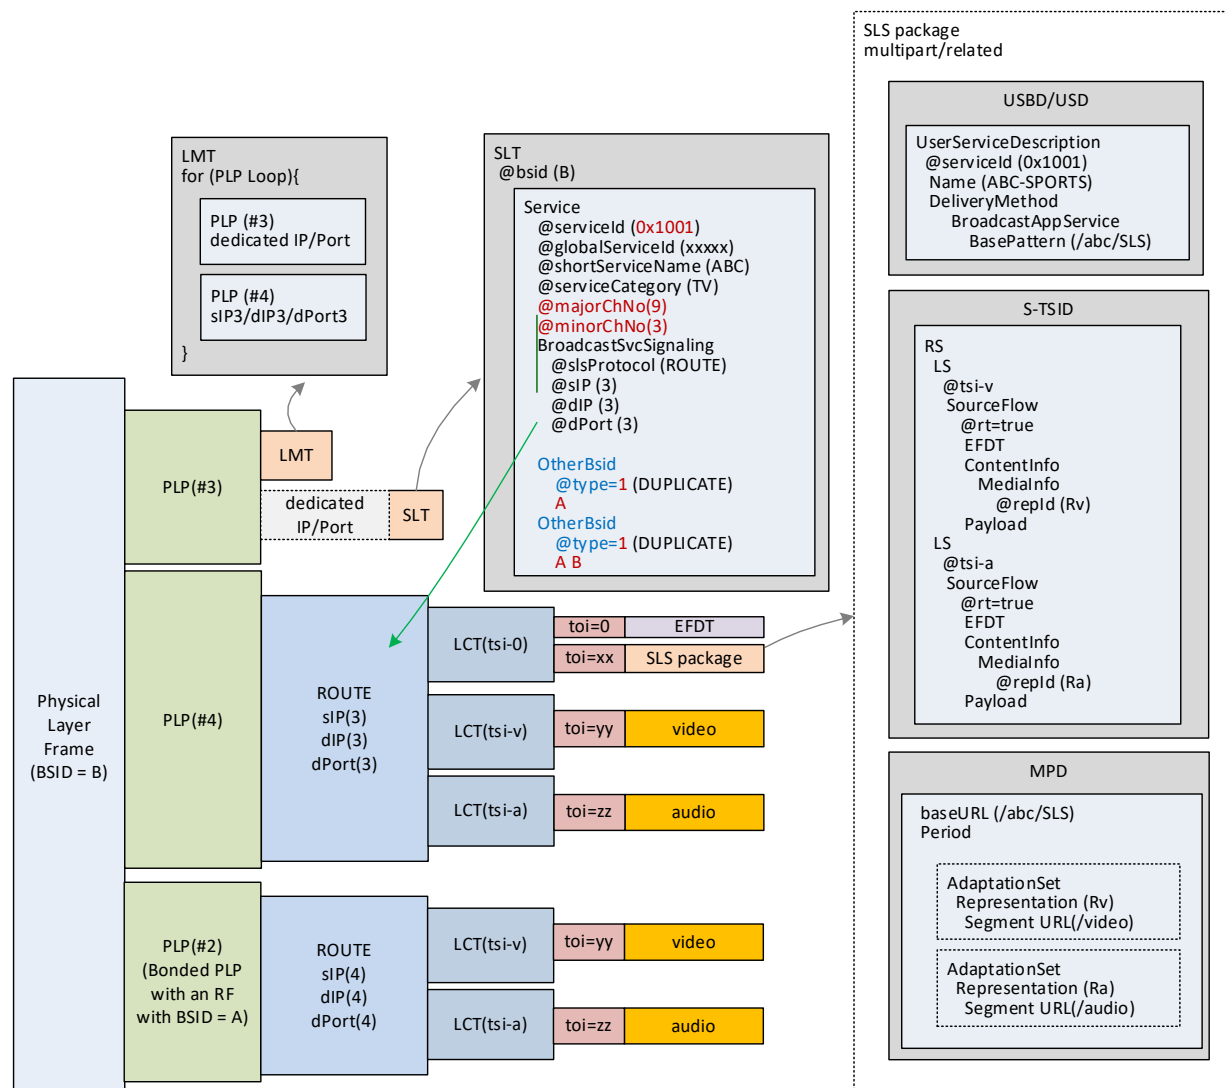 SLS package
multipart/related
USBD/USD
UserServiceDescription
@serviceId (0x1001)
Name (ABC-SPORTS)
DeliveryMethod
BroadcastAppService
BasePattern (/abc/SLS)
S-TSID
RS
LS
@tsi-v
SourceFlow
@rt=true
EFDT
ContentInfo
MediaInfo
@repId (Rv)
Payload
LS
@tsi-a
SourceFlow
@rt=true
EFDT
ContentInfo
MediaInfo
@repId (Ra)
Payload
MPD
baseURL (/abc/SLS)
Period
AdaptationSet
Representation (Rv)
Segment URL(/video)
AdaptationSet
Representation (Ra)
Segment URL(/audio)
LMT
for (PLP Loop){
PLP (#3)
dedicated IP/Port
PLP (#4)
sIP3/dIP3/dPort3
}
SLT
@bsid (B)
Service
@serviceId (0x1001)
@globalServiceId (xxxxx)
@shortServiceName (ABC)
@serviceCategory (TV)
@majorChNo(9)
@minorChNo(3)
BroadcastSvcSignaling
@slsProtocol (ROUTE)
@sIP (3)
@dIP (3)
@dPort (3)
OtherBsid
@type=1 (DUPLICATE)
A
OtherBsid
@type=1 (DUPLICATE)
A B
Physical
Layer
Frame
(BSID = B)
PLP(#3)
LMT
dedicated
IP/Port
SLT
PLP(#4)
ROUTE
sIP(3)
dIP(3)
dPort(3)
LCT(tsi-0)
toi=0
EFDT
toi=xx
SLS package
LCT(tsi-v)
toi=yy
video
LCT(tsi-a)
toi=zz
audio
PLP(#2)
(Bonded PLP
with an RF
with BSID = A)
ROUTE
sIP(4)
dIP(4)
dPort(4)
LCT(tsi-v)
toi=yy
video
LCT(tsi-a)
toi=zz
audio